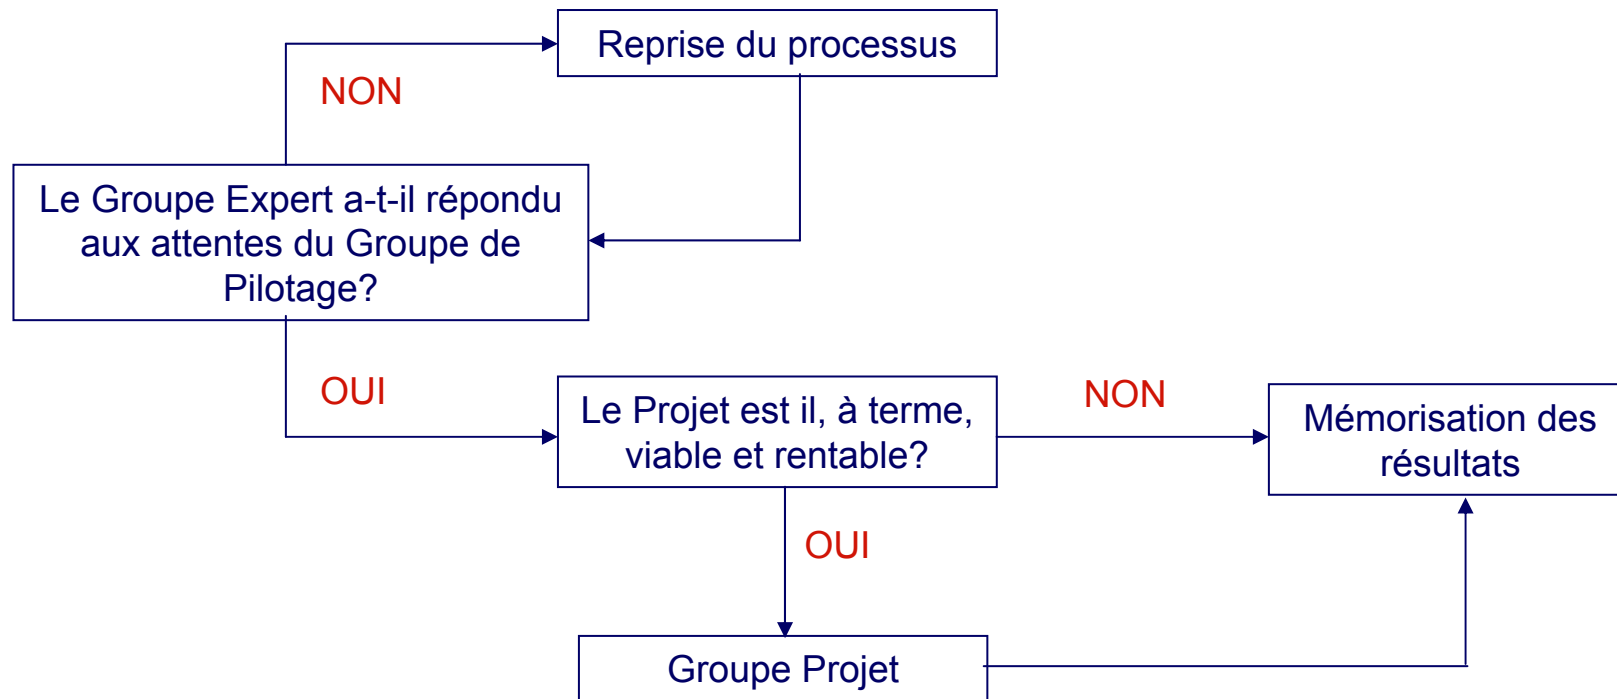 Reprise du processus
NON
Le Groupe Expert a-t-il répondu
aux attentes du Groupe de
Pilotage?
OUI
Le Projet est il, à terme,
viable et rentable?
NON
Mémorisation des
résultats
OUI
Groupe Projet